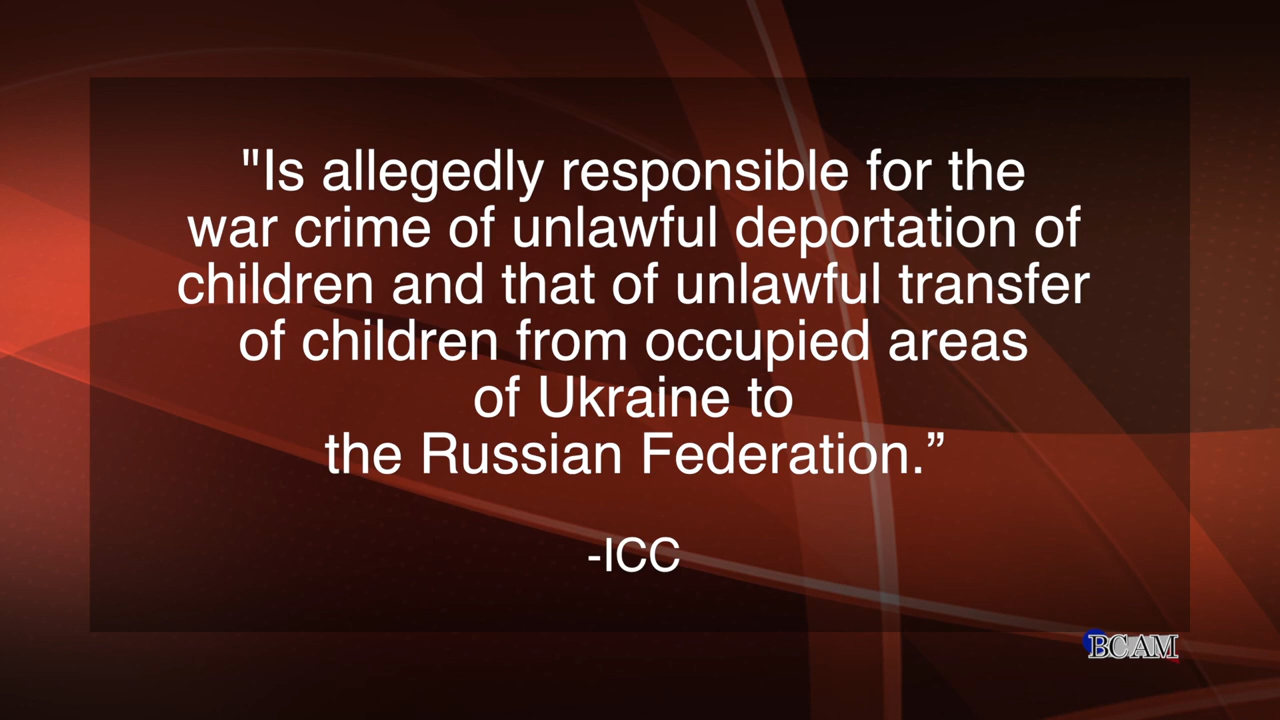 "Is allegedly responsible for the
war crime of unlawful deportation of
children and that of unlawful transfer
of children from occupied areas
of Ukraine to
the Russian Federation.”
-ICC
BCAM